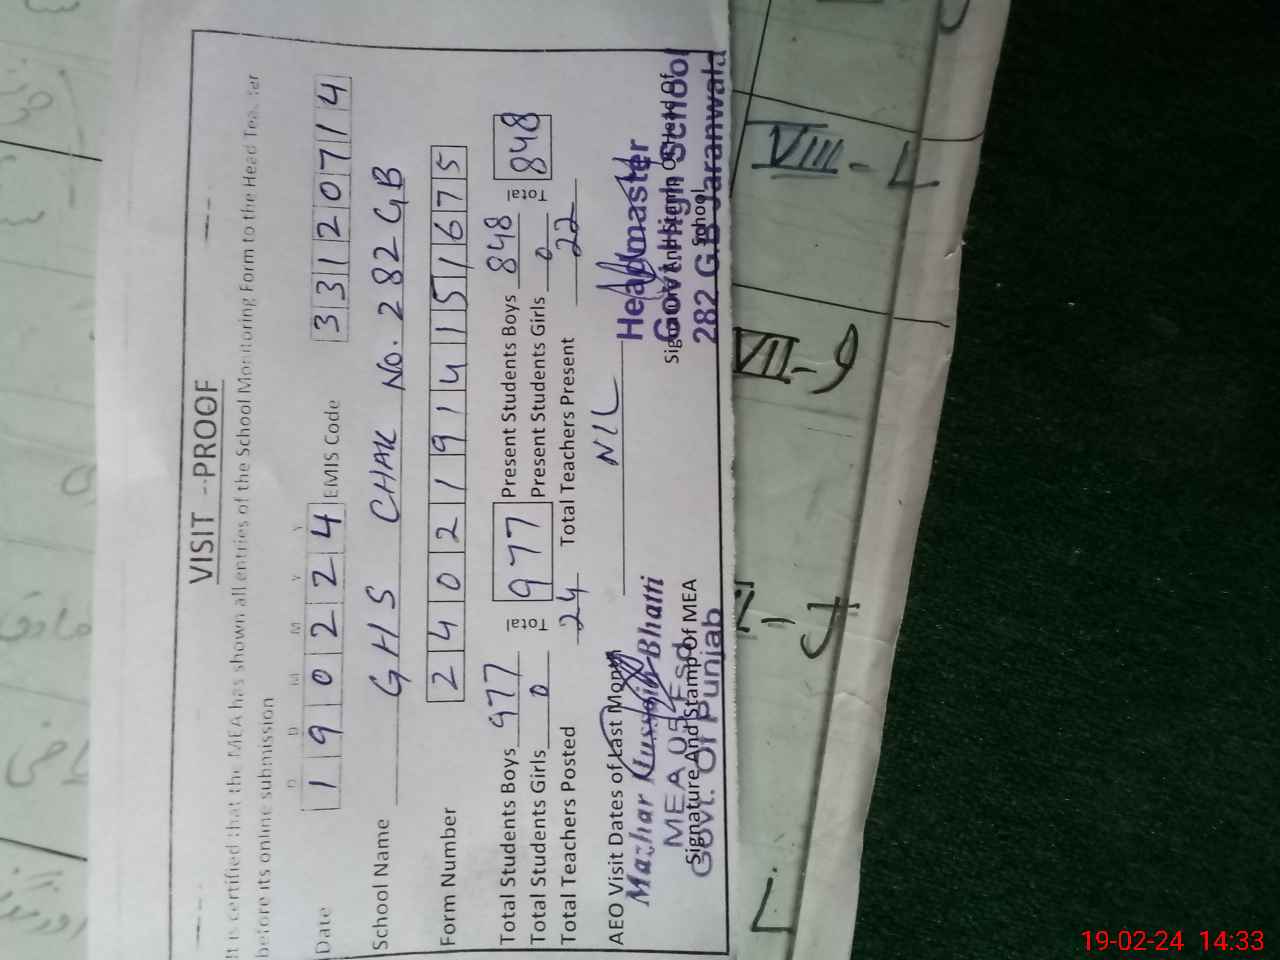 VISIT --PROOF
It is certified that the MEA has shown all entries of the School Monitoring Form to the Head Teacher
before its online submission
D D M M Y Y
Date 1 9 0 2 2 4 EMIS Code 3 3 1 2 0 7 1 4
School Name GHS CHAK No. 282 GB
Form Number 2 4 0 2 1 9 1 4 1 5 1 6 7 5
Total Students Boys 977 Total 977 Present Students Boys 848 Total 848
Total Students Girls 0 Present Students Girls 0
Total Teachers Posted 24 Total Teachers Present 22
AEO Visit Dates of Last Month NIL
Mazhar Hussain Bhatti
MEA
Govt. Of Punjab
Signature And Stamp Of MEA
Headmaster
Govt. High School
282 G.B Jaranwala
Signature And Stamp Of Head Of
School
VIII - L
VII - 9
19-02-24 14:33